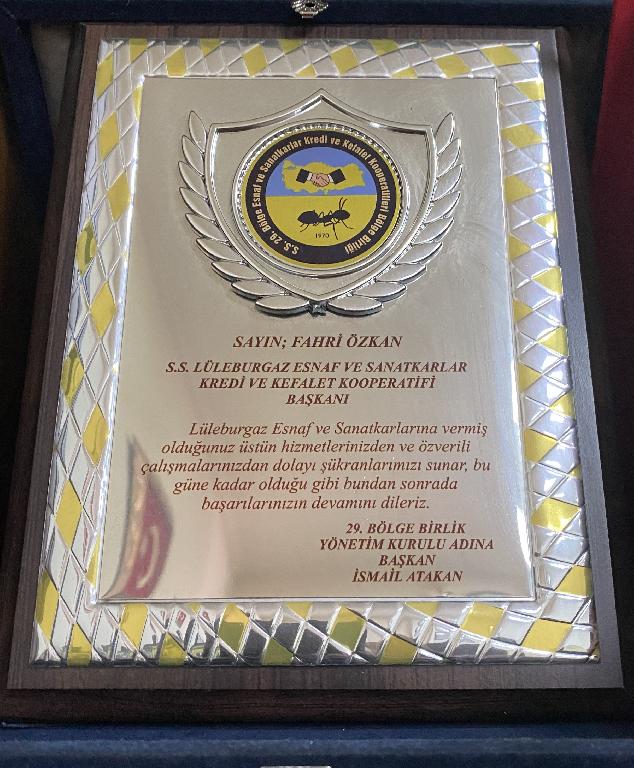 S.S. 29. Bölge Esnaf ve Sanatkarlar Kredi ve Kefalet Kooperatifleri Bölge Birliği
1970
SAYIN; FAHRİ ÖZKAN
S.S. LÜLEBURGAZ ESNAF VE SANATKARLAR
KREDİ VE KEFALET KOOPERATİFİ
BAŞKANI
Lüleburgaz Esnaf ve Sanatkarlarına vermiş
olduğunuz üstün hizmetlerinizden ve özverili
çalışmalarınızdan dolayı şükranlarımızı sunar, bu
güne kadar olduğu gibi bundan sonrada
başarılarınızın devamını dileriz.
29. BÖLGE BİRLİK
YÖNETİM KURULU ADINA
BAŞKAN
İSMAİL ATAKAN